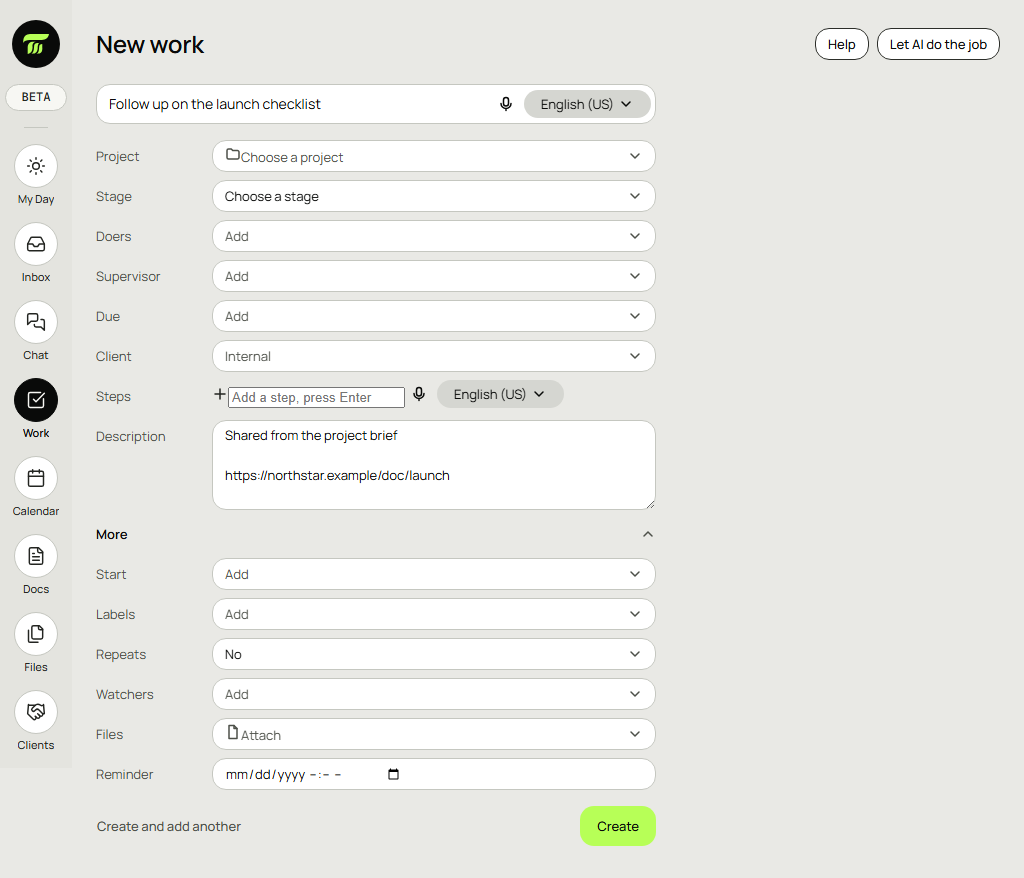 New work
Help
Let AI do the job
BETA
Follow up on the launch checklist
English (US)
My Day
Inbox
Chat
Work
Calendar
Docs
Files
Clients
Project
Choose a project
Stage
Choose a stage
Doers
Add
Supervisor
Add
Due
Add
Client
Internal
Steps
Add a step, press Enter
English (US)
Description
Shared from the project brief
https://northstar.example/doc/launch
More
Start
Add
Labels
Add
Repeats
No
Watchers
Add
Files
Attach
Reminder
mm/dd/yyyy --:-- --
Create and add another
Create